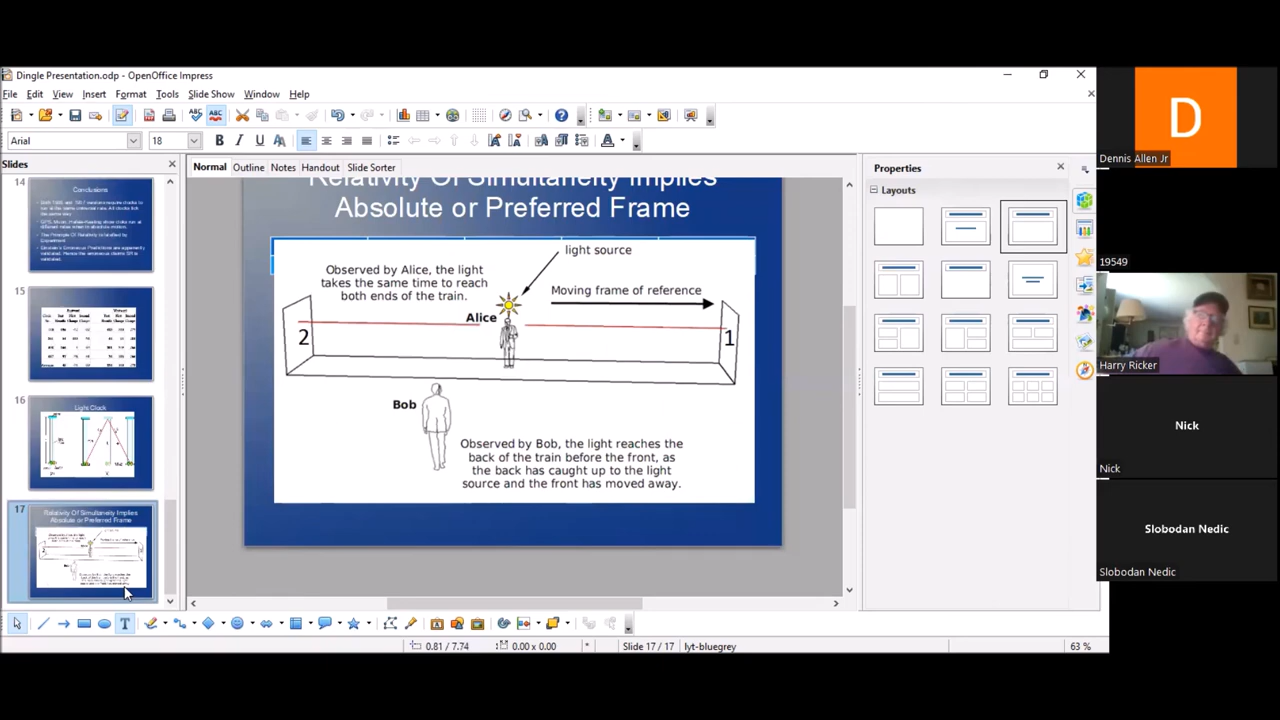 Dingle Presentation.odp - OpenOffice Impress
File Edit View Insert Format Tools Slide Show Window Help
Arial 18
Slides
Normal Outline Notes Handout Slide Sorter
Properties
Layouts
14
Conclusions
15
16
Light Clock
17
Relativity Of Simultaneity Implies
Absolute or Preferred Frame
Relativity Of Simultaneity Implies
Absolute or Preferred Frame
light source
Observed by Alice, the light
takes the same time to reach
both ends of the train.
Moving frame of reference
Alice
2
1
Bob
Observed by Bob, the light reaches the
back of the train before the front, as
the back has caught up to the light
source and the front has moved away.
0.81 / 7.74 0.00 x 0.00 * Slide 17 / 17 lyt-bluegrey 63 %
D
Dennis Allen Jr
19549
Harry Ricker
Nick
Nick
Slobodan Nedic
Slobodan Nedic